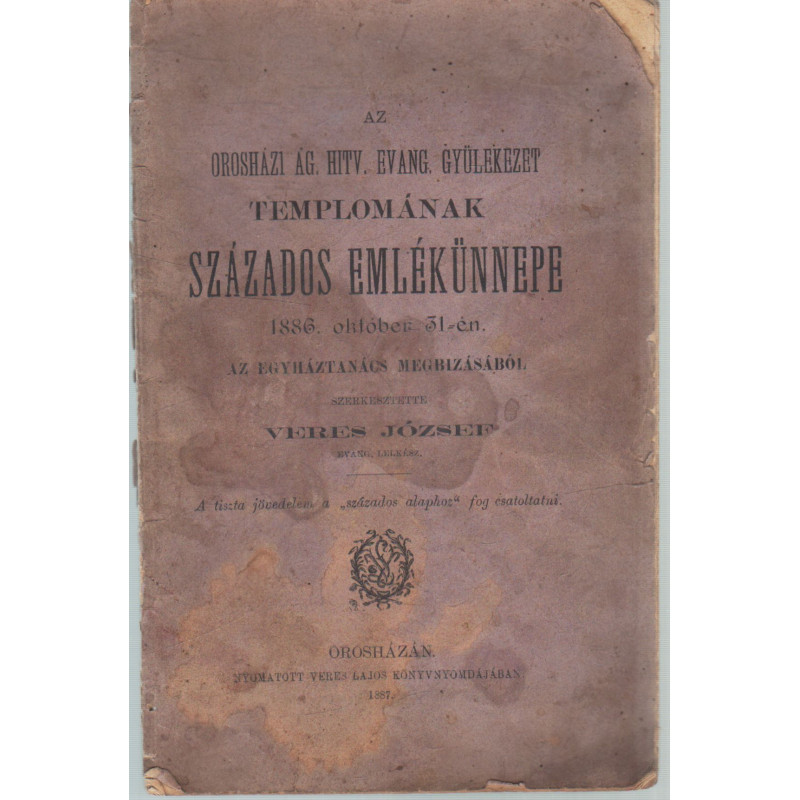 AZ
OROSHÁZI ÁG. HITV. EVANG. GYÜLEKEZET
TEMPLOMÁNAK
SZÁZADOS EMLÉKÜNNEPE
1886. október 31-én.
AZ EGYHÁZTANÁCS MEGBIZÁSÁBÓL
SZERKESZTETTE
VERES JÓZSEF
EVANG. LELKÉSZ.
A tiszta jövedelem a „százados alaphoz“ fog csatoltatni.
OROSHÁZÁN.
NYOMATOTT VERES LAJOS KÖNYVNYOMDÁJÁBAN
1887.